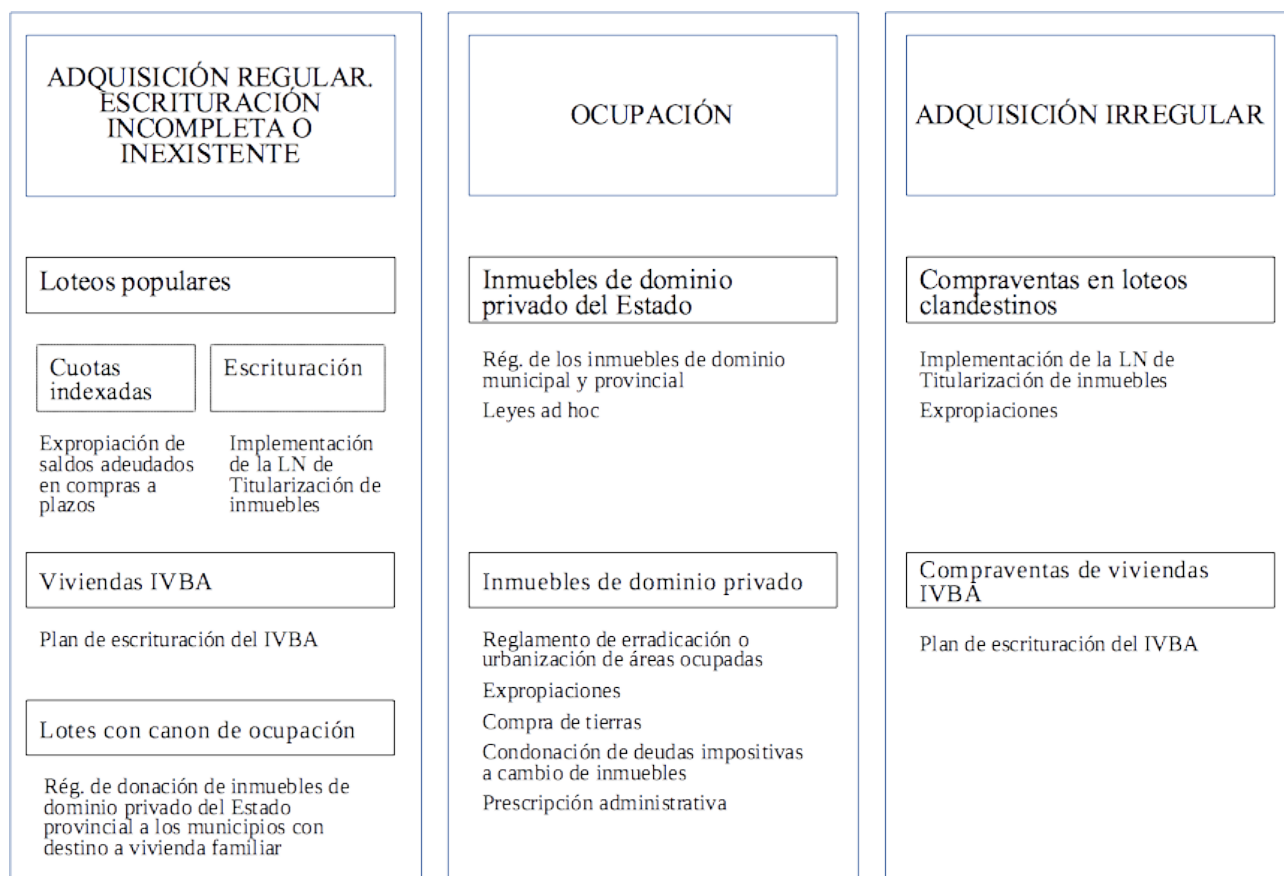 ADQUISICIÓN REGULAR.
ESCRITURACIÓN
INCOMPLETA O
INEXISTENTE
Loteos populares
Cuotas
indexadas
Expropiación de
saldos adeudados
en compras a
plazos
Escrituración
Implementación
de la LN de
Titularización de
inmuebles
Viviendas IVBA
Plan de escrituración del IVBA
Lotes con canon de ocupación
Rég. de donación de inmuebles de
dominio privado del Estado
provincial a los municipios con
destino a vivienda familiar
OCUPACIÓN
Inmuebles de dominio
privado del Estado
Rég. de los inmuebles de dominio
municipal y provincial
Leyes ad hoc
Inmuebles de dominio privado
Reglamento de erradicación o
urbanización de áreas ocupadas
Expropiaciones
Compra de tierras
Condonación de deudas impositivas
a cambio de inmuebles
Prescripción administrativa
ADQUISICIÓN IRREGULAR
Compraventas en loteos
clandestinos
Implementación de la LN de
Titularización de inmuebles
Expropiaciones
Compraventas de viviendas
IVBA
Plan de escrituración del IVBA